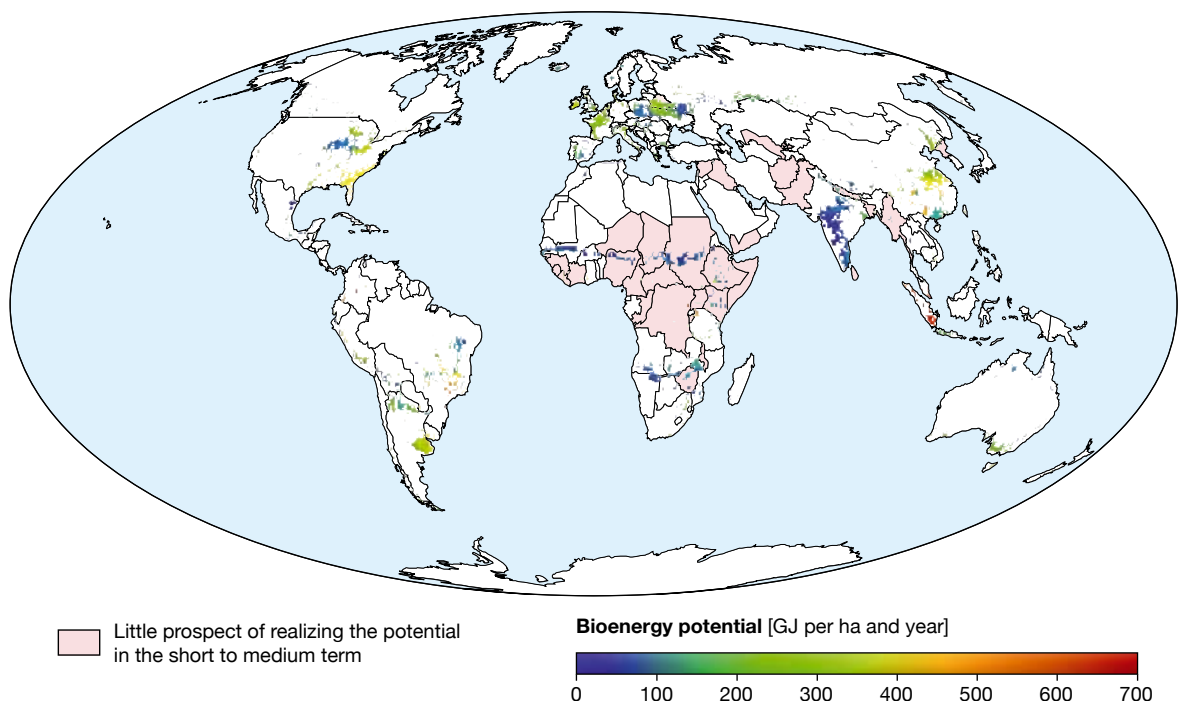 Little prospect of realizing the potential
in the short to medium term
Bioenergy potential [GJ per ha and year]
0 100 200 300 400 500 600 700